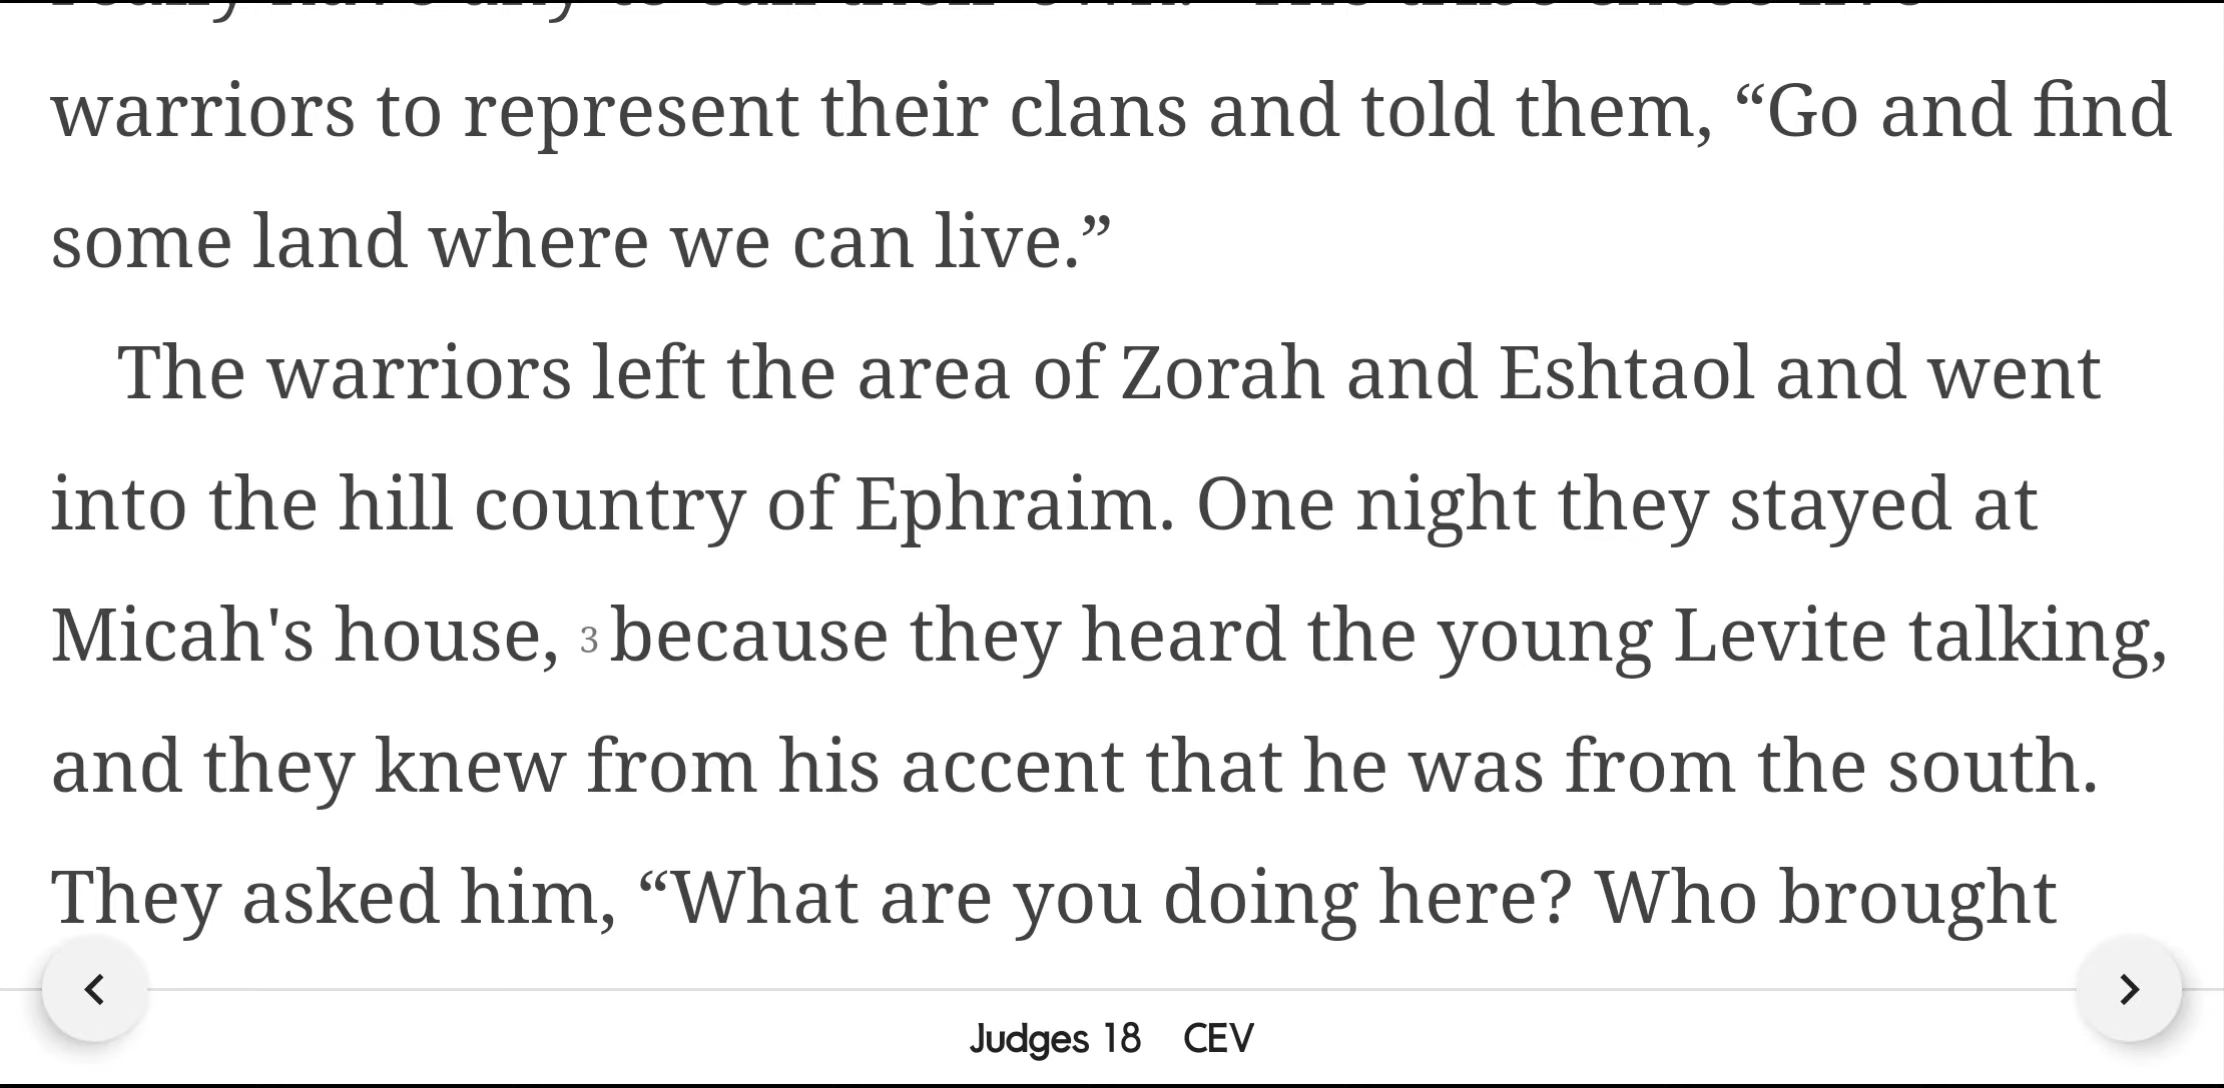 warriors to represent their clans and told them, “Go and find
some land where we can live.”
The warriors left the area of Zorah and Eshtaol and went
into the hill country of Ephraim. One night they stayed at
Micah's house, 3 because they heard the young Levite talking,
and they knew from his accent that he was from the south.
They asked him, “What are you doing here? Who brought
Judges 18 CEV